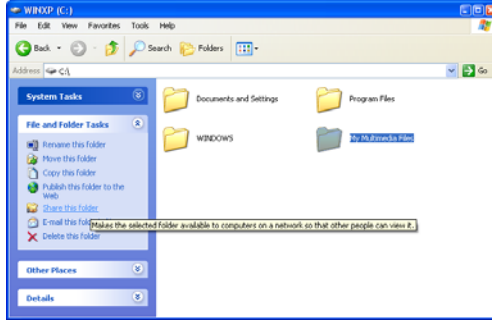 WINXP (C:)
File Edit View Favorites Tools Help
Back Search Folders
Address C:\ Go
System Tasks
Documents and Settings
Program Files
File and Folder Tasks
WINDOWS
My Multimedia Files
Rename this folder
Move this folder
Copy this folder
Publish this folder to the
Web
Share this folder
E-mail this fold
Makes the selected folder available to computers on a network so that other people can view it.
Delete this folder
Other Places
Details